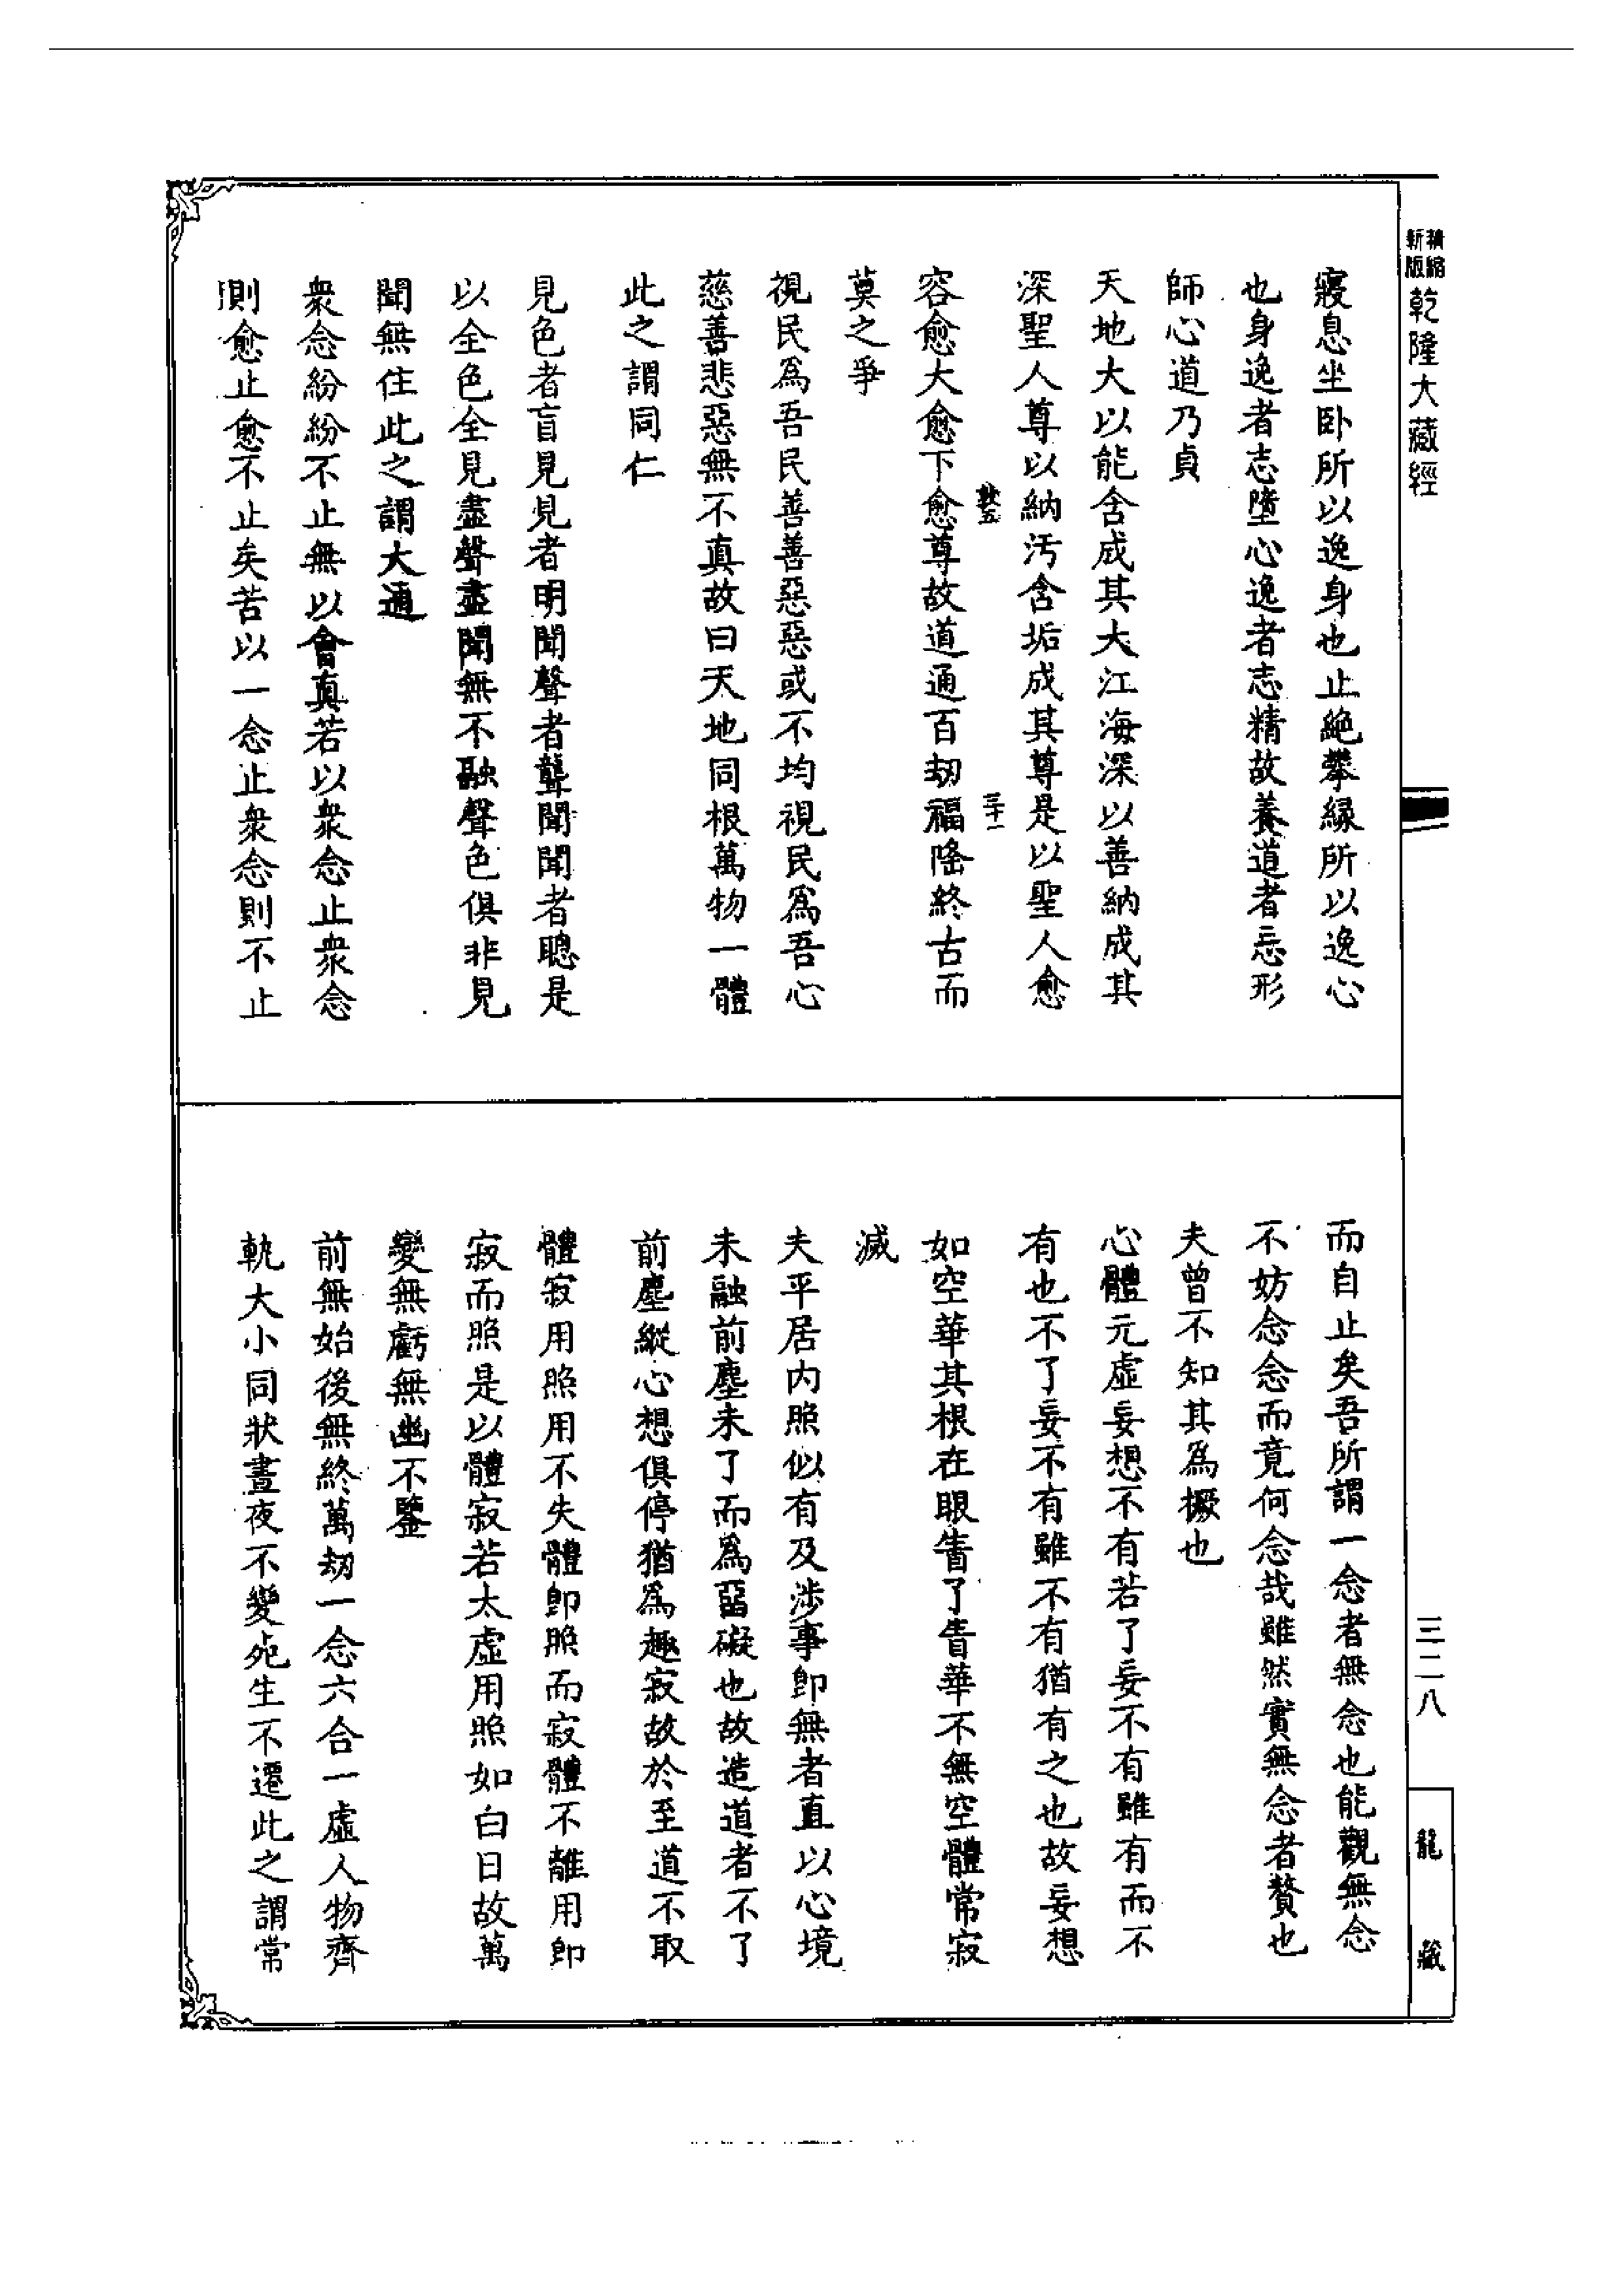 精縮
新版
乾隆大藏經
寢息坐卧所以逸身也止絶攀緣所以逸心
也身逸者志墮心逸者志精故養道者忘形
師心道乃貞
天地大以能含成其大江海深以善納成其
深聖人尊以納汚含垢成其尊是以聖人愈
三十一
容愈大愈下愈尊故道通百劫福隆終古而
莫之爭
視民爲吾民善善惡惡或不均視民爲吾心
慈善悲惡無不真故曰天地同根萬物一體
此之謂同仁
見色者盲見見者明聞聲者聾聞聞者聰是
以全色全見盡聲盡聞無不融聲色俱非見
聞無住此之謂大通
衆念紛紛不止無以會真若以衆念止衆念
則愈止愈不止矣若以一念止衆念則不止
而自止矣吾所謂一念者無念也能觀無念
不妨念念而竟何念哉雖然實無念者贅也
夫曾不知其為橛也
心體元虛妄想不有若了妄不有雖有而不
有也不了妄不有雖不有猶有之也故妄想
如空華其根在眼眚了眚華不無空體常寂
滅
夫平居内照似有及涉事卽無者直以心境
未融前塵未了而爲畱礙也故造道者不了
前塵縱心想俱停猶爲趣寂故於至道不取
體寂用照用不失體卽照而寂體不離用卽
寂而照是以體寂若太虛用照如白日故萬
變無虧無幽不鑒
前無始後無終萬劫一念六合一虛人物齊
軌大小同狀晝夜不變死生不遷此之謂常
三二八
龍藏